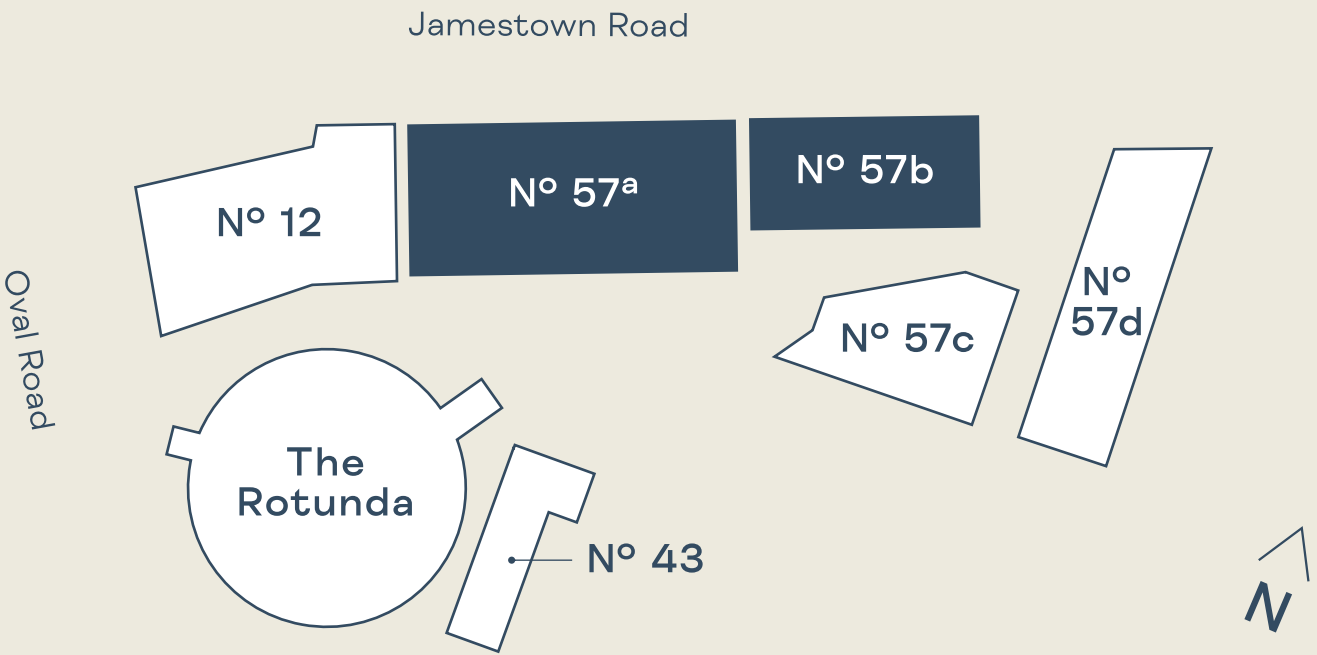 Jamestown Road
Nº 12
Nº 57ª
Nº 57b
Nº
57d
Nº 57c
Oval Road
The
Rotunda
Nº 43
N